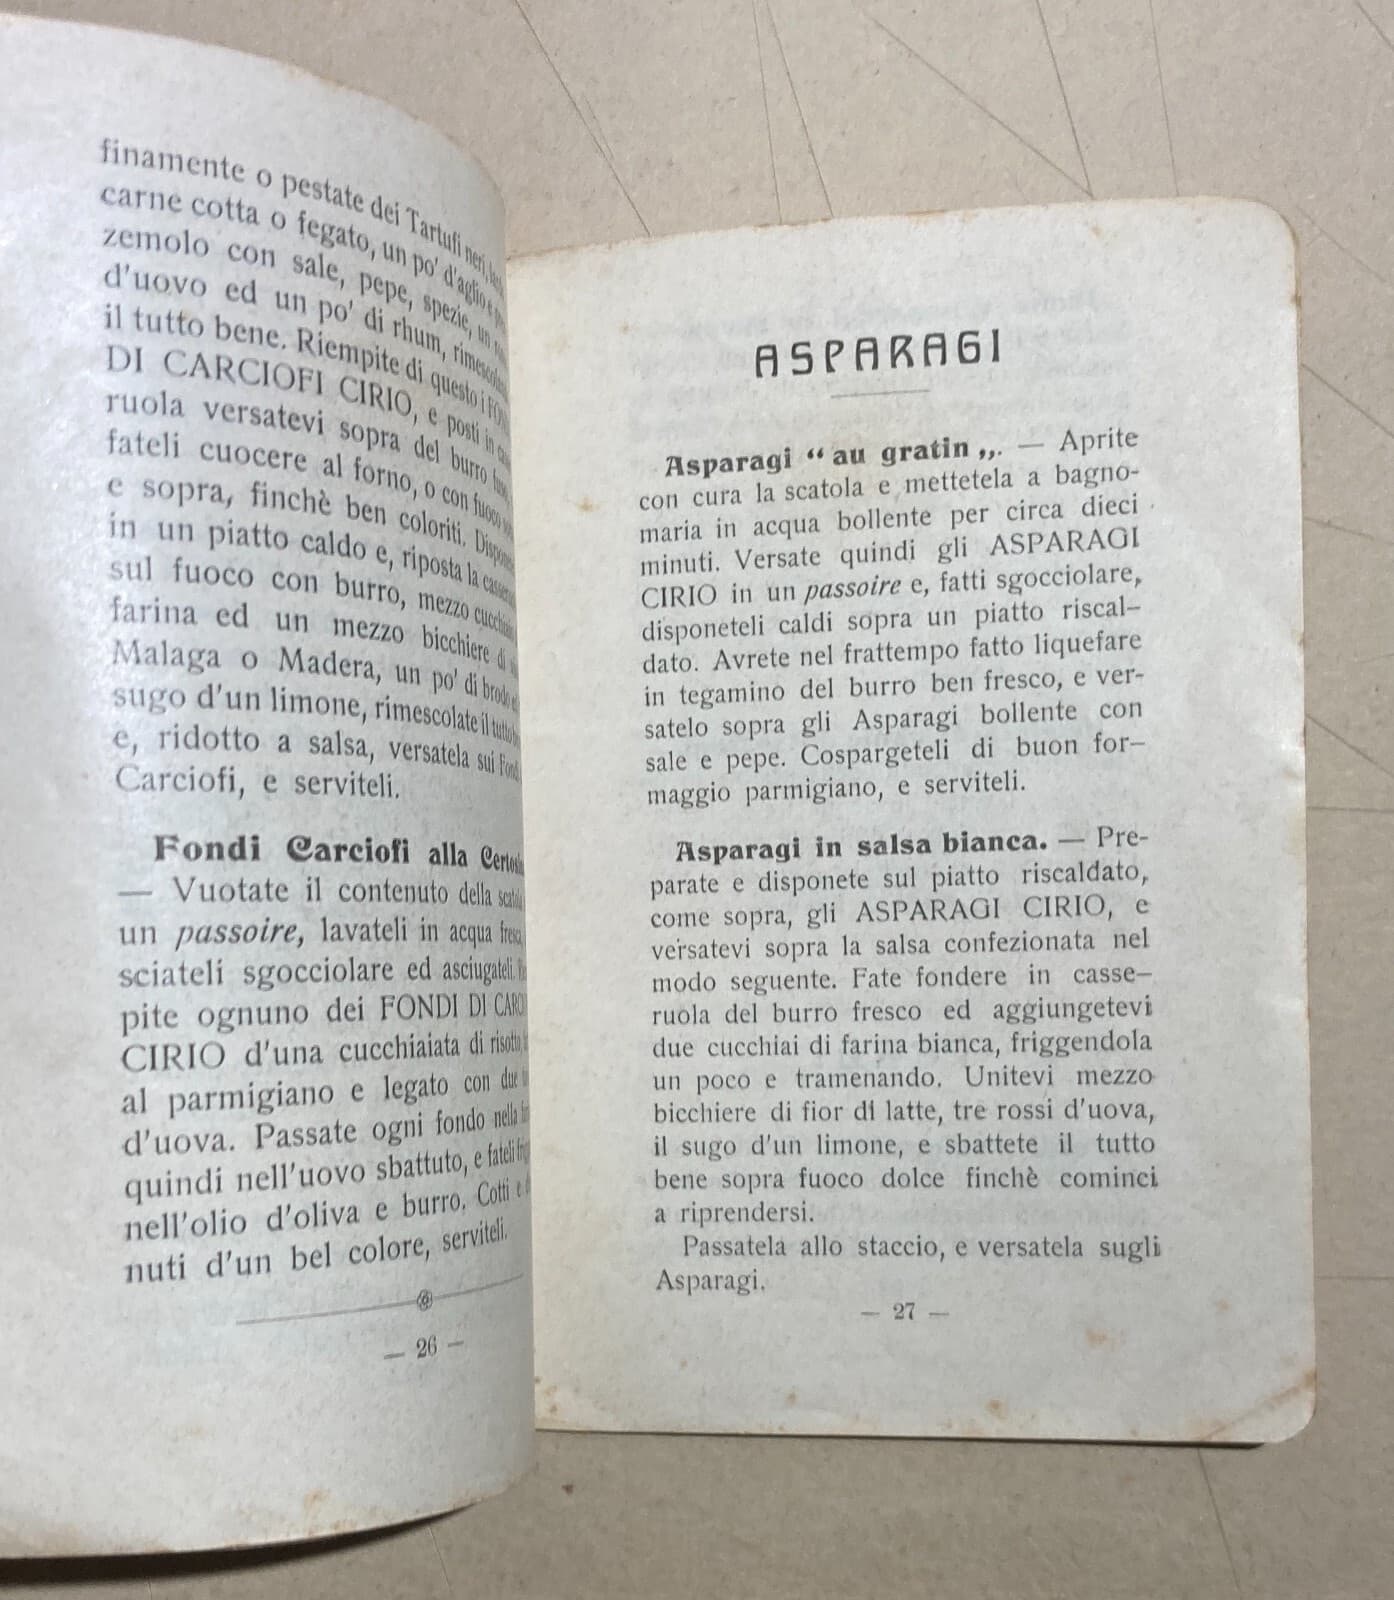 finamente o pestate dei Tartufi neri,
carne cotta o fegato, un po' d'aglio e
zemolo con sale, pepe, spezie, un
d'uovo ed un po' di rhum,
il tutto bene. Riempite di questo i
DI CARCIOFI CIRIO, e posti in
ruola versatevi sopra del burro
fateli cuocere al forno, o con fuoco
e sopra, finchè ben coloriti.
in un piatto caldo e, riposta la
sul fuoco con burro, mezzo
farina ed un mezzo bicchiere di
Malaga o Madera, un po' di brodo
sugo d'un limone, rimescolate il tutto
e, ridotto a salsa, versatela sui Fondi
Carciofi, e serviteli.
Fondi Carciofi alla
— Vuotate il contenuto della
un passoire, lavateli in acqua
sciateli sgocciolare ed asciugateli.
pite ognuno dei FONDI DI
CIRIO d'una cucchiaiata di risotto,
al parmigiano e legato con due
d'uova. Passate ogni fondo nella
quindi nell'uovo sbattuto, e fateli
nell'olio d'oliva e burro. Cotti e
nuti d'un bel colore, serviteli.
— 26 —
ASPARAGI
Asparagi “ au gratin „. — Aprite
con cura la scatola e mettetela a bagno-
maria in acqua bollente per circa dieci
minuti. Versate quindi gli ASPARAGI
CIRIO in un passoire e, fatti sgocciolare,
disponeteli caldi sopra un piatto riscal-
dato. Avrete nel frattempo fatto liquefare
in tegamino del burro ben fresco, e ver-
satelo sopra gli Asparagi bollente con
sale e pepe. Cospargeteli di buon for-
maggio parmigiano, e serviteli.
Asparagi in salsa bianca. — Pre-
parate e disponete sul piatto riscaldato,
come sopra, gli ASPARAGI CIRIO, e
versatevi sopra la salsa confezionata nel
modo seguente. Fate fondere in casse-
ruola del burro fresco ed aggiungetevi
due cucchiai di farina bianca, friggendola
un poco e tramenando. Unitevi mezzo
bicchiere di fior di latte, tre rossi d'uova,
il sugo d'un limone, e sbattete il tutto
bene sopra fuoco dolce finchè cominci
a riprendersi.
Passatela allo staccio, e versatela sugli
Asparagi.
— 27 —